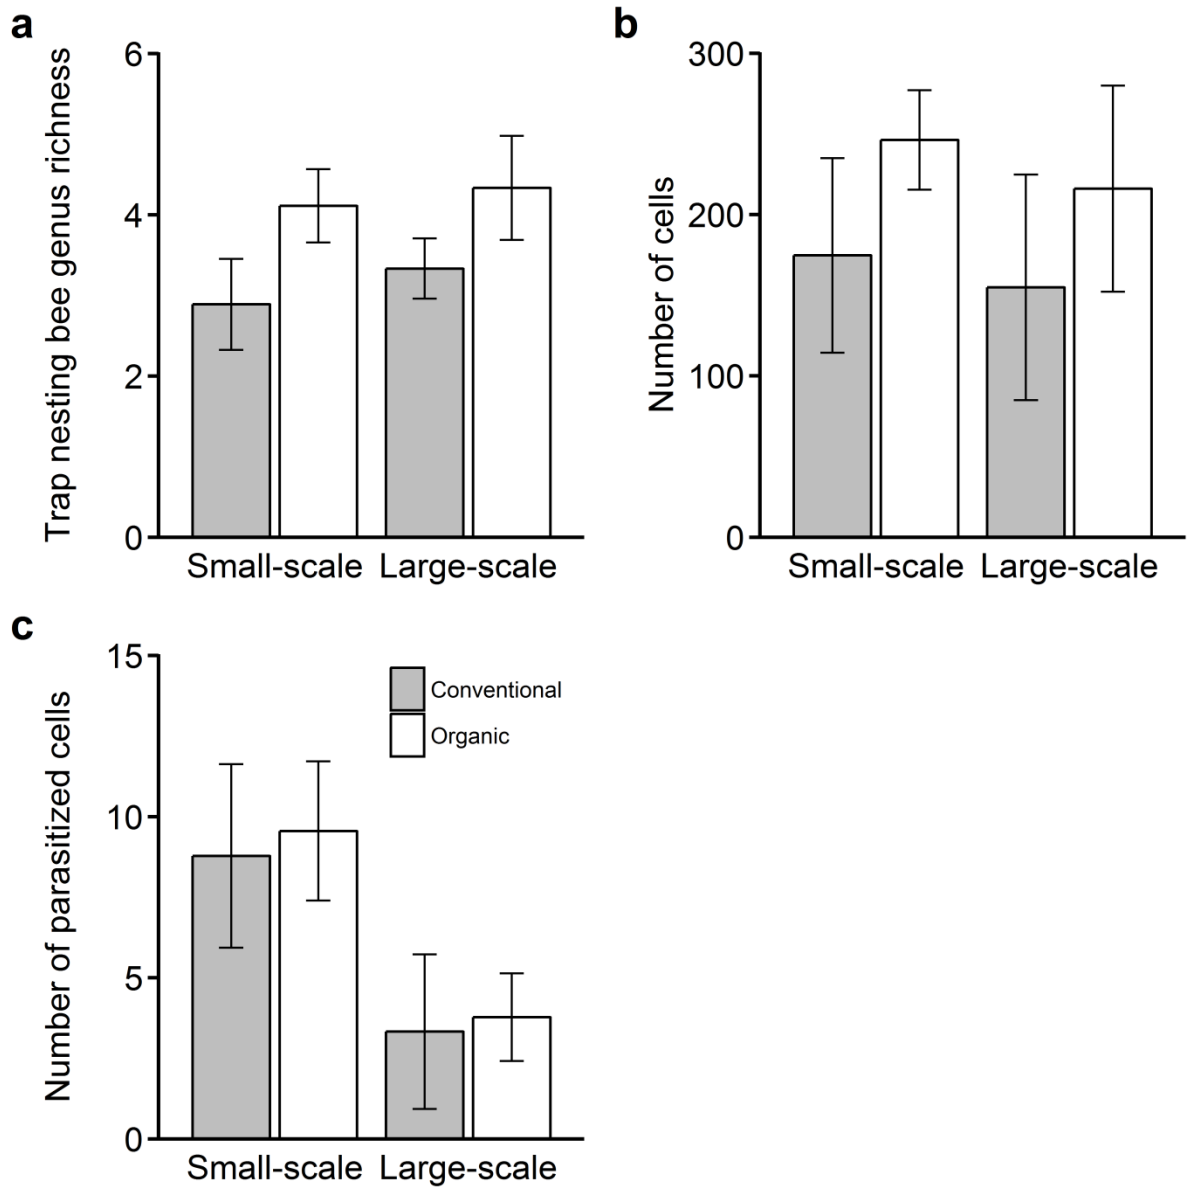 a
Trap nesting bee genus richness
6
4
2
0
Small-scale Large-scale
b
Number of cells
300
200
100
0
Small-scale Large-scale
c
Number of parasitized cells
15
10
5
0
Conventional
Organic
Small-scale Large-scale